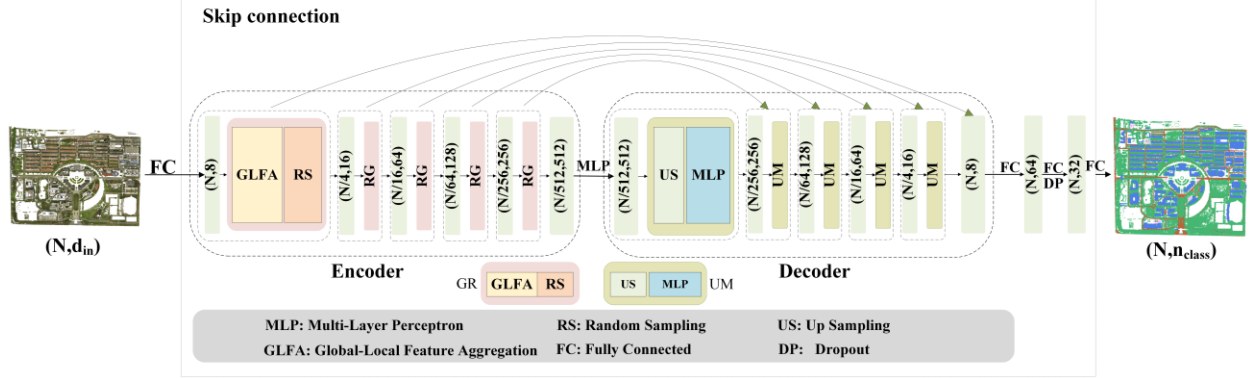 Skip connection
FC
(N,8)
GLFA
RS
(N/4,16)
RG
(N/16,64)
RG
(N/64,128)
RG
(N/256,256)
RG
(N/512,512)
MLP
(N/512,512)
US
MLP
(N/256,256)
UM
(N/64,128)
UM
(N/16,64)
UM
(N/4,16)
UM
(N,8)
FC
(N,64)
FC
DP
(N,32)
FC
(N,d_in)
(N,n_class)
Encoder
Decoder
GR
GLFA
RS
US
MLP
UM
MLP: Multi-Layer Perceptron
RS: Random Sampling
US: Up Sampling
GLFA: Global-Local Feature Aggregation
FC: Fully Connected
DP: Dropout